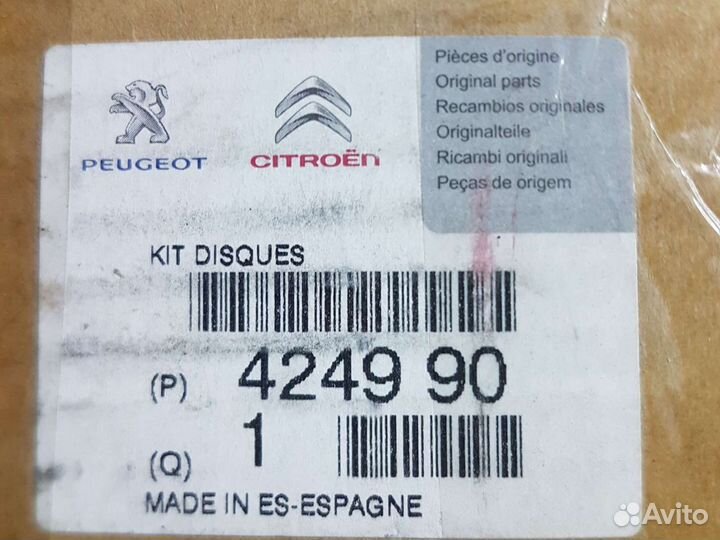 PEUGEOT
CITROËn
Pièces d'origine
Original parts
Recambios originales
Originalteile
Ricambi originali
Peças de origem
KIT DISQUES
(P) 4249 90
(Q) 1
MADE IN ES-ESPAGNE
Avito